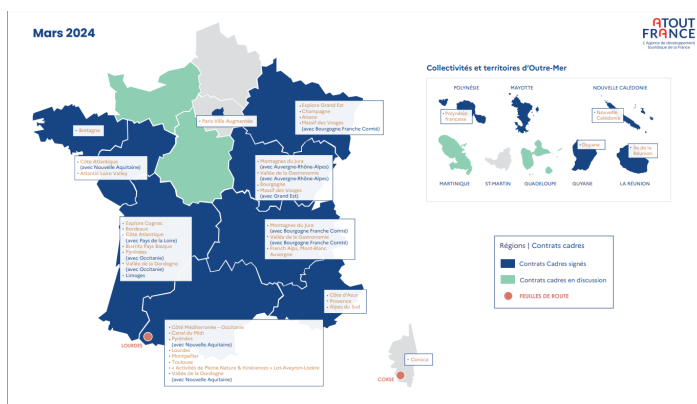 Mars 2024
ATOUT
FRANCE
L'Agence de développement
touristique de la France
Collectivités et territoires d'Outre-Mer
POLYNÉSIE
MAYOTTE
NOUVELLE CALÉDONIE
• Polynésie
française
• Nouvelle
Calédonie
• Guyane
• Ile de la
Réunion
MARTINIQUE
ST-MARTIN
GUADELOUPE
GUYANE
LA RÉUNION
• Explore Grand Est
• Champagne
• Alsace
• Massif des Vosges
(avec Bourgogne Franche Comté)
• Paris Ville Augmentée
• Bretagne
• Côte Atlantique
(avec Nouvelle Aquitaine)
• Atlantic Loire Valley
• Montagnes du Jura
(avec Auvergne-Rhône-Alpes)
• Vallée de la Gastronomie
(avec Auvergne-Rhône-Alpes)
• Bourgogne
• Massif des Vosges
(avec Grand Est)
• Explore Cognac
• Bordeaux
• Côte Atlantique
(avec Pays de la Loire)
• Biarritz Pays Basque
• Pyrénées
(avec Occitanie)
• Vallée de la Dordogne
(avec Occitanie)
• Limoges
• Montagnes du Jura
(avec Bourgogne Franche Comté)
• Vallée de la Gastronomie
(avec Bourgogne Franche Comté)
• French Alps, Mont-Blanc,
Auvergne
• Côte d'Azur
• Provence
• Alpes du Sud
LOURDES
• Côté Méditerranée – Occitanie
• Canal du Midi
• Pyrénées
(avec Nouvelle Aquitaine)
• Lourdes
• Montpellier
• Toulouse
• « Activités de Pleine Nature & Itinérances » Lot-Aveyron-Lozère
• Vallée de la Dordogne
(avec Nouvelle Aquitaine)
• Corsica
CORSE
Régions | Contrats cadres
Contrats Cadres signés
Contrats cadres en discussion
FEUILLES DE ROUTE